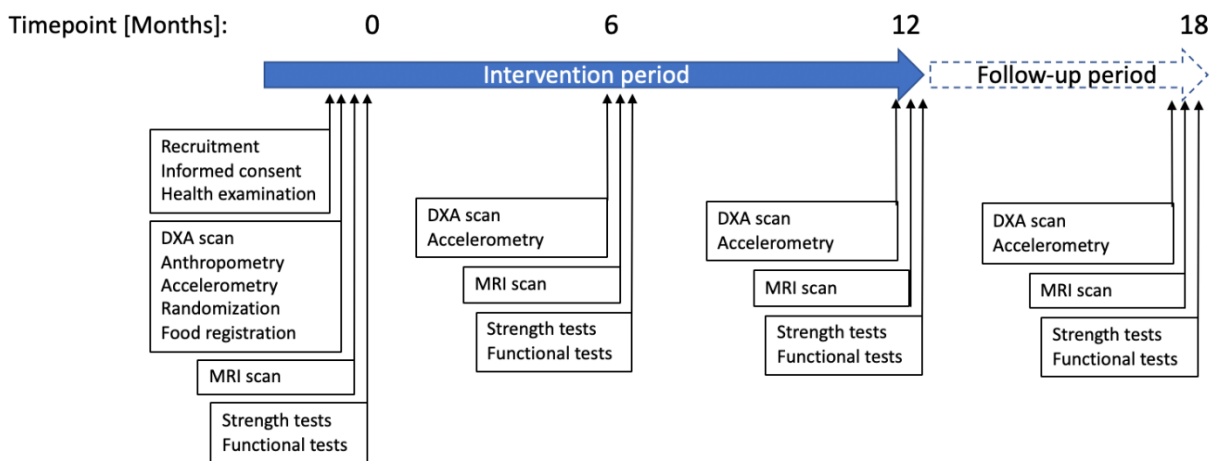 Timepoint [Months]: 0 6 12 18
Intervention period Follow-up period
Recruitment
Informed consent
Health examination
DXA scan
Anthropometry
Accelerometry
Randomization
Food registration
MRI scan
Strength tests
Functional tests
DXA scan
Accelerometry
MRI scan
Strength tests
Functional tests
DXA scan
Accelerometry
MRI scan
Strength tests
Functional tests
DXA scan
Accelerometry
MRI scan
Strength tests
Functional tests